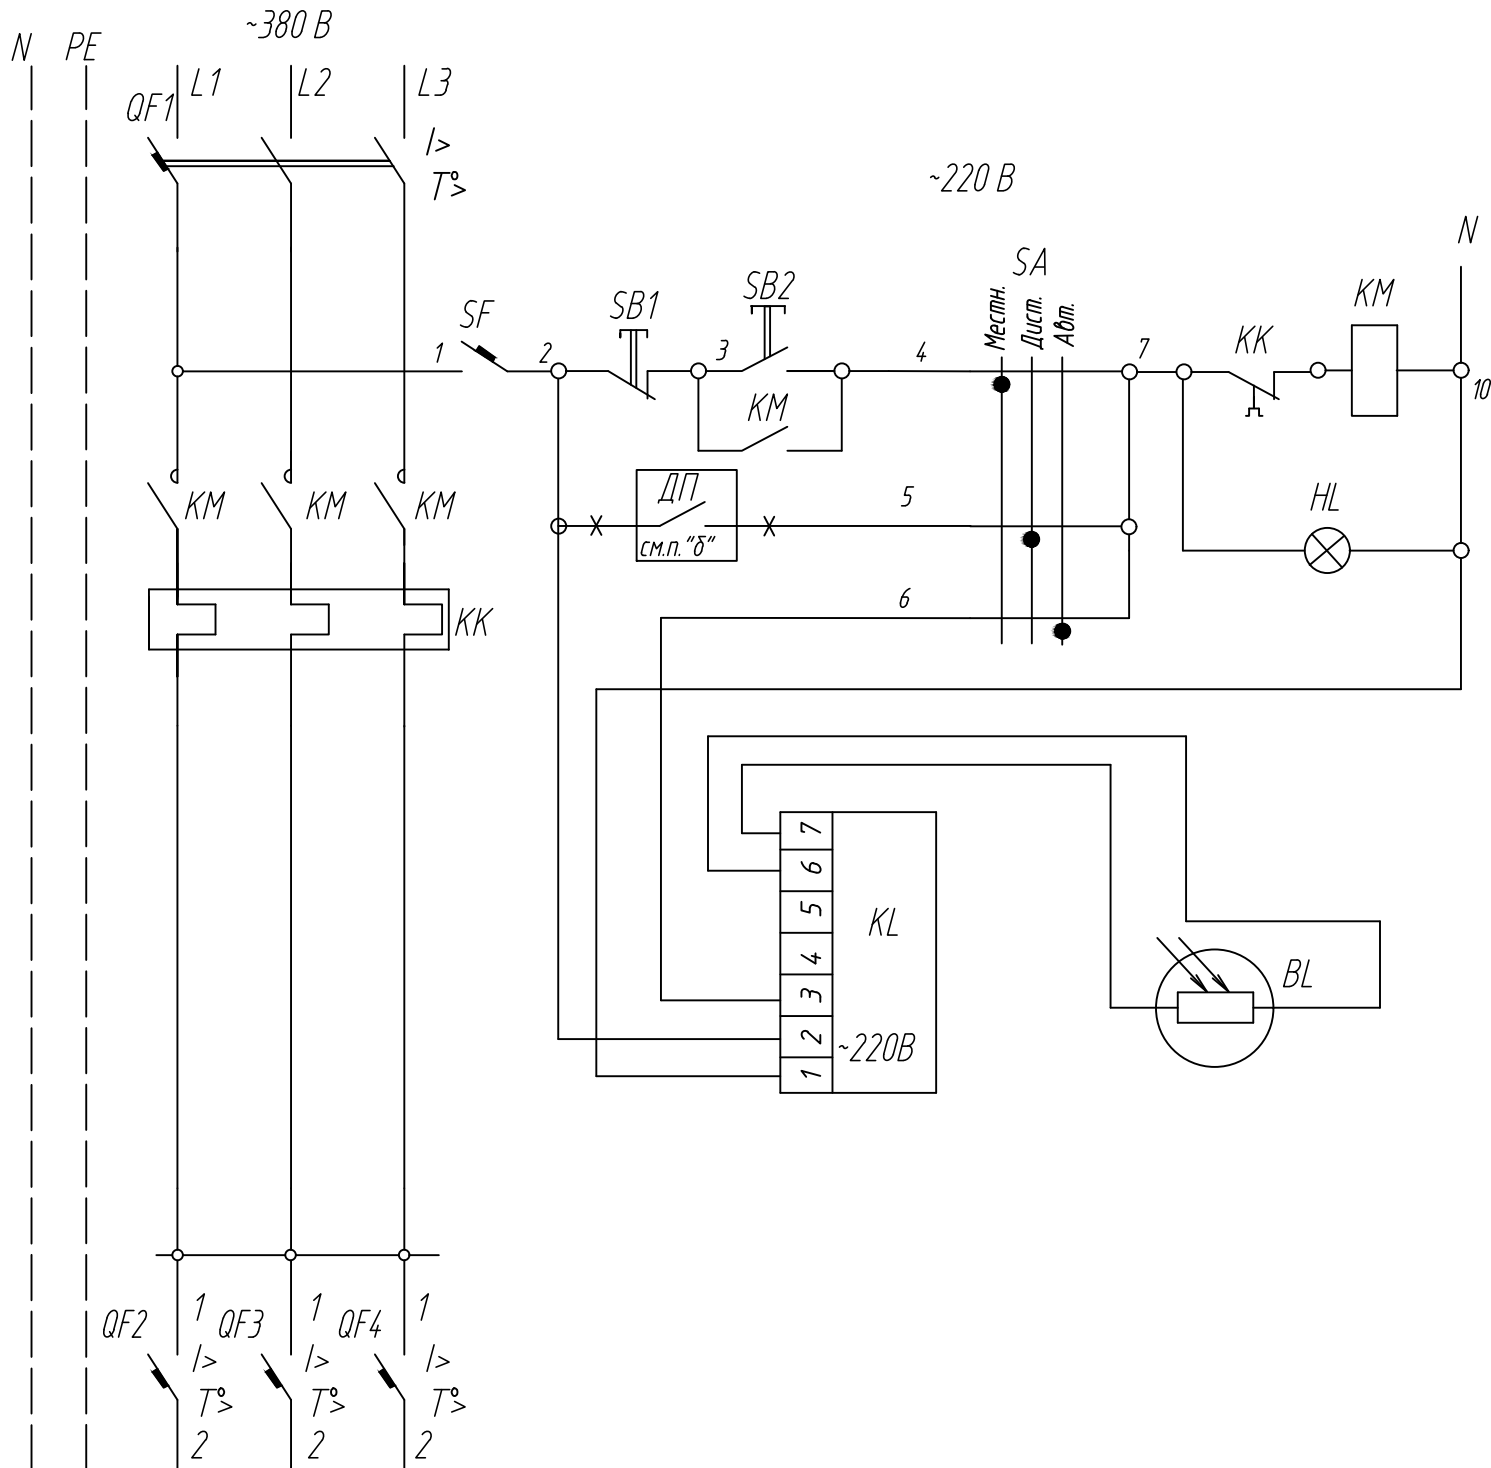 ~380 В
N
PE
L1
L2
L3
QF1
I>
T°>
~220 В
N
SA
Местн.
Дист.
Авт.
SF
SB1
SB2
KM
KK
1
2
3
4
7
10
KM
ДП
см.п. "б"
5
HL
6
KM
KM
KM
KK
7
6
5
4
3
2
1
KL
~220В
BL
1
1
1
QF2
QF3
QF4
I>
I>
I>
T°>
T°>
T°>
2
2
2